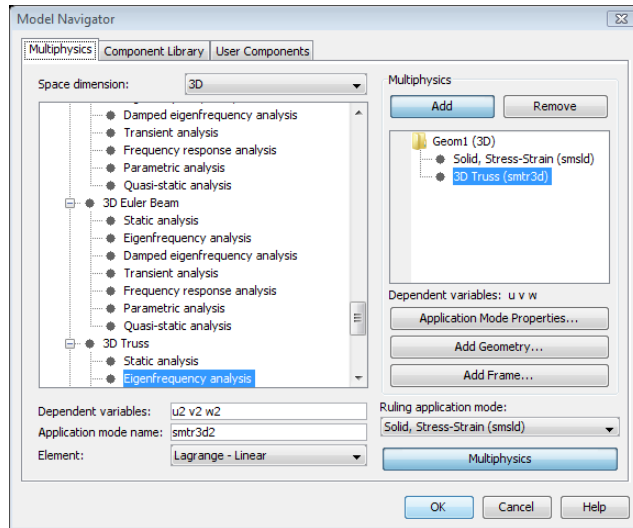 Model Navigator
Multiphysics
Component Library
User Components
Space dimension:
3D
Damped eigenfrequency analysis
Transient analysis
Frequency response analysis
Parametric analysis
Quasi-static analysis
3D Euler Beam
Static analysis
Eigenfrequency analysis
Damped eigenfrequency analysis
Transient analysis
Frequency response analysis
Parametric analysis
Quasi-static analysis
3D Truss
Static analysis
Eigenfrequency analysis
Dependent variables:
u2 v2 w2
Application mode name:
smtr3d2
Element:
Lagrange - Linear
Multiphysics
Add
Remove
Geom1 (3D)
Solid, Stress-Strain (smsld)
3D Truss (smtr3d)
Dependent variables: u v w
Application Mode Properties...
Add Geometry...
Add Frame...
Ruling application mode:
Solid, Stress-Strain (smsld)
Multiphysics
OK
Cancel
Help